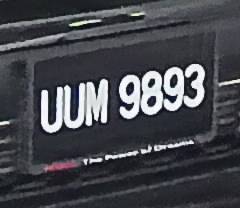 UUM 9893
The Power of Dreams